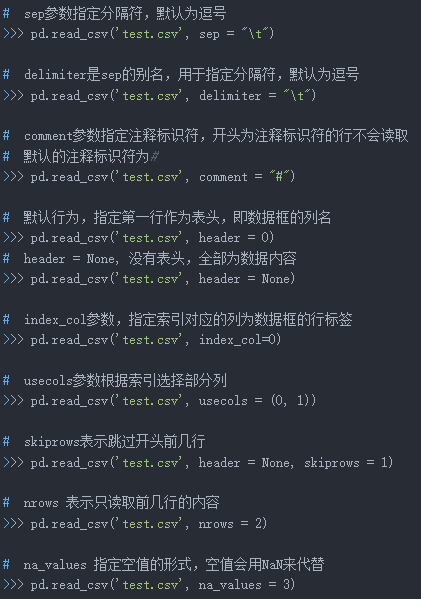 # sep参数指定分隔符，默认为逗号
>>> pd.read_csv('test.csv', sep = "\t")
# delimiter是sep的别名，用于指定分隔符，默认为逗号
>>> pd.read_csv('test.csv', delimiter = "\t")
# comment参数指定注释标识符，开头为注释标识符的行不会读取
# 默认的注释标识符为#
>>> pd.read_csv('test.csv', comment = "#")
# 默认行为，指定第一行作为表头，即数据框的列名
>>> pd.read_csv('test.csv', header = 0)
# header = None, 没有表头，全部为数据内容
>>> pd.read_csv('test.csv', header = None)
# index_col参数，指定索引对应的列为数据框的行标签
>>> pd.read_csv('test.csv', index_col=0)
# usecols参数根据索引选择部分列
>>> pd.read_csv('test.csv', usecols = (0, 1))
# skiprows表示跳过开头前几行
>>> pd.read_csv('test.csv', header = None, skiprows = 1)
# nrows 表示只读取前几行的内容
>>> pd.read_csv('test.csv', nrows = 2)
# na_values 指定空值的形式，空值会用NaN来代替
>>> pd.read_csv('test.csv', na_values = 3)